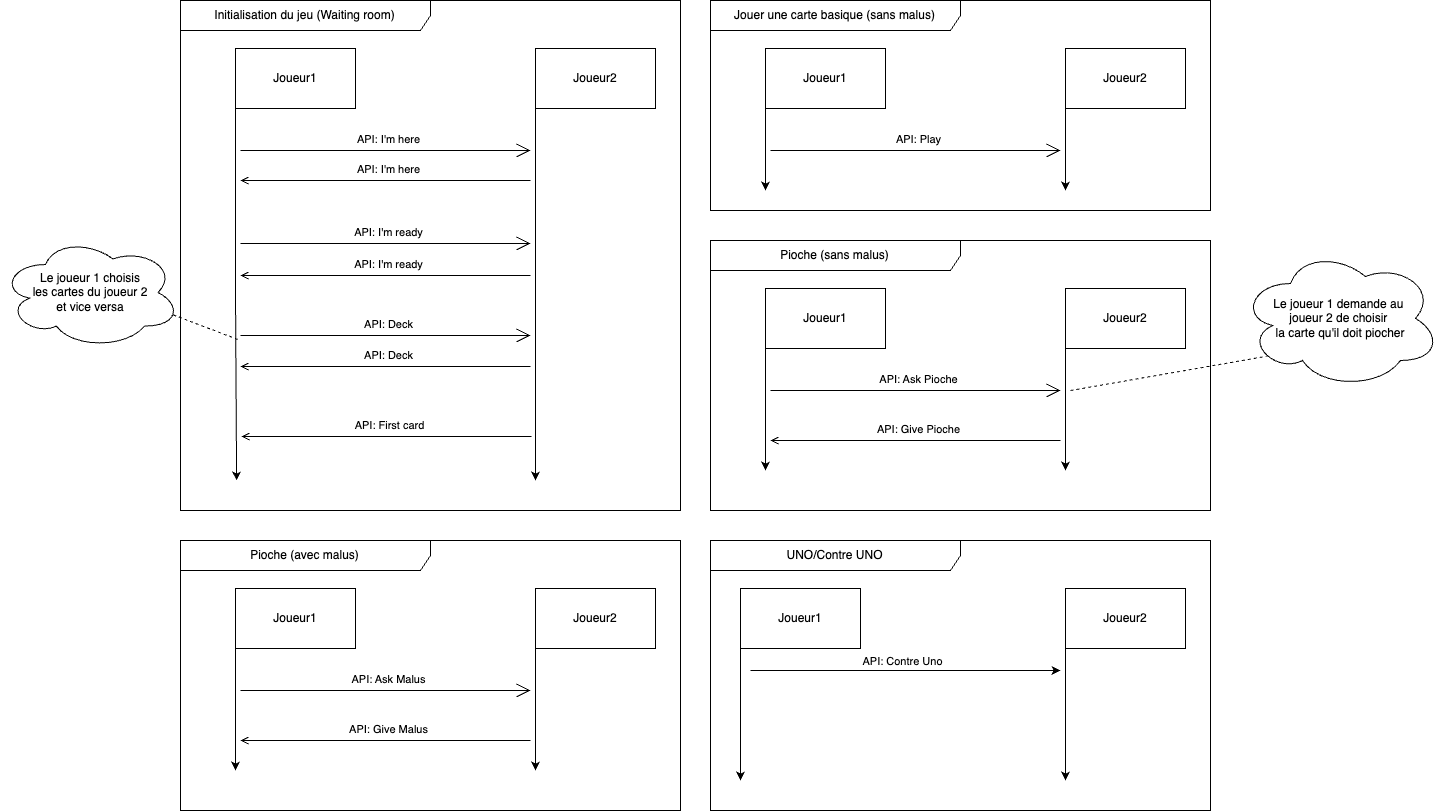 Initialisation du jeu (Waiting room)
Joueur1
Joueur2
API: I'm here
API: I'm here
API: I'm ready
API: I'm ready
Le joueur 1 choisis
les cartes du joueur 2
et vice versa
API: Deck
API: Deck
API: First card
Jouer une carte basique (sans malus)
Joueur1
Joueur2
API: Play
Pioche (sans malus)
Joueur1
Joueur2
Le joueur 1 demande au
joueur 2 de choisir
la carte qu'il doit piocher
API: Ask Pioche
API: Give Pioche
Pioche (avec malus)
Joueur1
Joueur2
API: Ask Malus
API: Give Malus
UNO/Contre UNO
Joueur1
Joueur2
API: Contre Uno